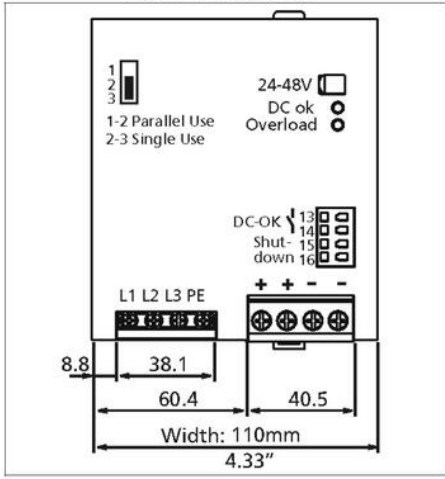 1
2
3
1-2 Parallel Use
2-3 Single Use
24-48V
DC ok
Overload
DC-OK 13
14
Shut- 15
down 16
+ + - -
L1 L2 L3 PE
8.8
38.1
60.4
40.5
Width: 110mm
4.33"